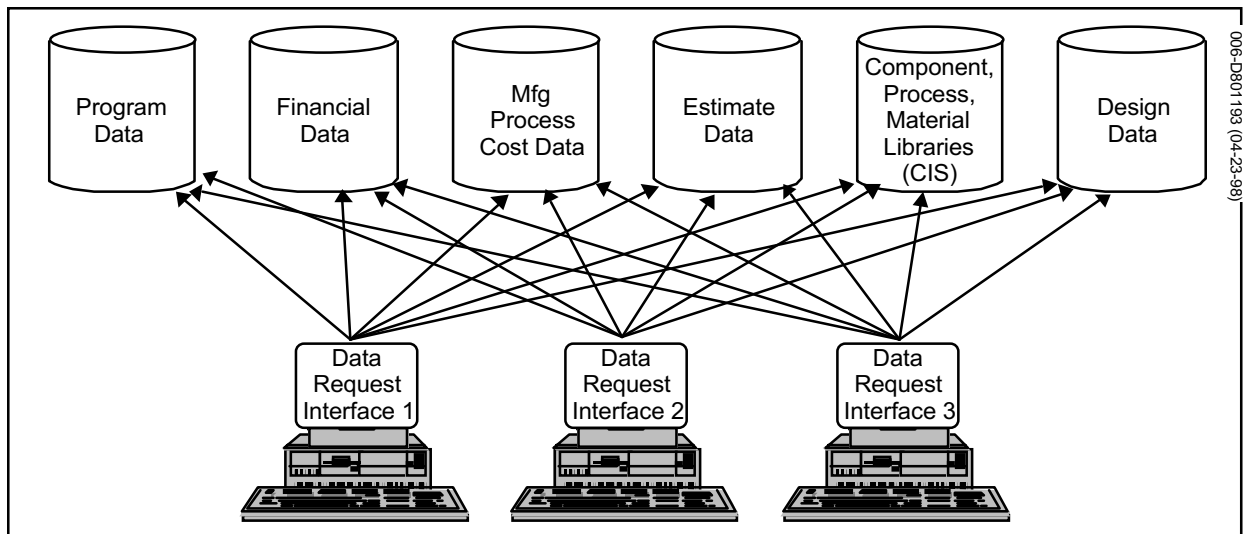 Program
Data
Financial
Data
Mfg
Process
Cost Data
Estimate
Data
Component,
Process,
Material
Libraries
(CIS)
Design
Data
Data
Request
Interface 1
Data
Request
Interface 2
Data
Request
Interface 3
006-D801193 (04-23-98)